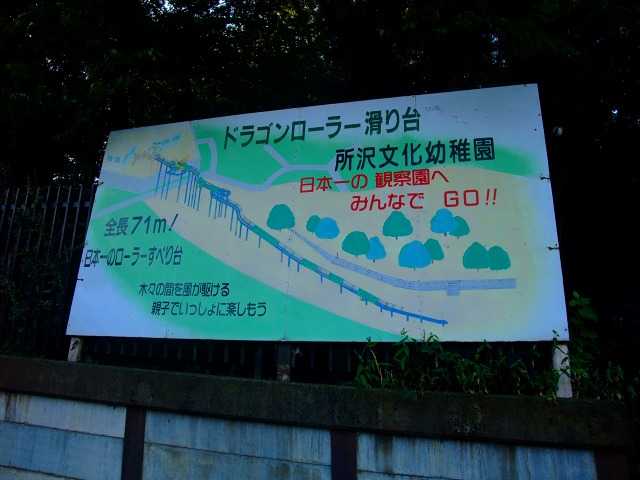 ドラゴンローラー滑り台
所沢文化幼稚園
日本一の 観察園へ
みんなで GO!!
全長71m!
日本一のローラーすべり台
木々の間を風が駆ける
親子でいっしょに楽しもう